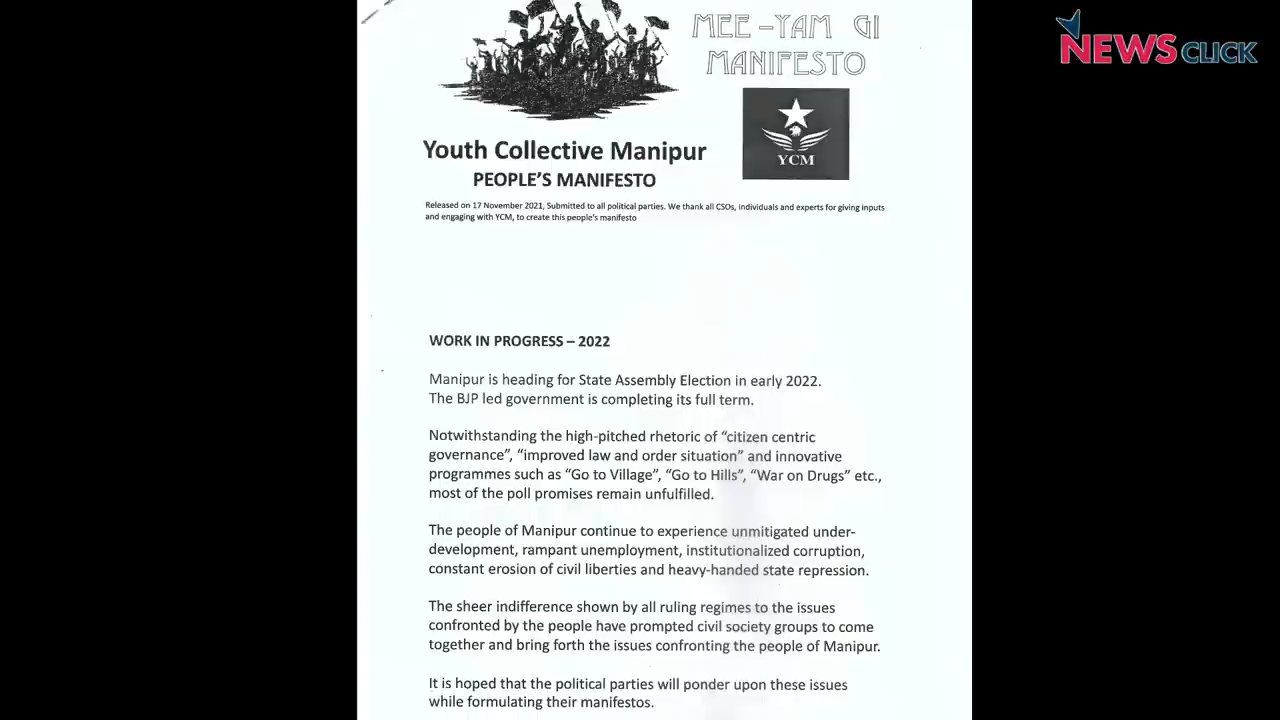 MEE-YAM GI
MANIFESTO
NEWSCLICK
YCM
Youth Collective Manipur
PEOPLE'S MANIFESTO
Released on 17 November 2021, Submitted to all political parties. We thank all CSOs, individuals and experts for giving inputs
and engaging with YCM, to create this people's manifesto
WORK IN PROGRESS – 2022
Manipur is heading for State Assembly Election in early 2022.
The BJP led government is completing its full term.
Notwithstanding the high-pitched rhetoric of "citizen centric
governance", "improved law and order situation" and innovative
programmes such as "Go to Village", "Go to Hills", "War on Drugs" etc.,
most of the poll promises remain unfulfilled.
The people of Manipur continue to experience unmitigated under-
development, rampant unemployment, institutionalized corruption,
constant erosion of civil liberties and heavy-handed state repression.
The sheer indifference shown by all ruling regimes to the issues
confronted by the people have prompted civil society groups to come
together and bring forth the issues confronting the people of Manipur.
It is hoped that the political parties will ponder upon these issues
while formulating their manifestos.